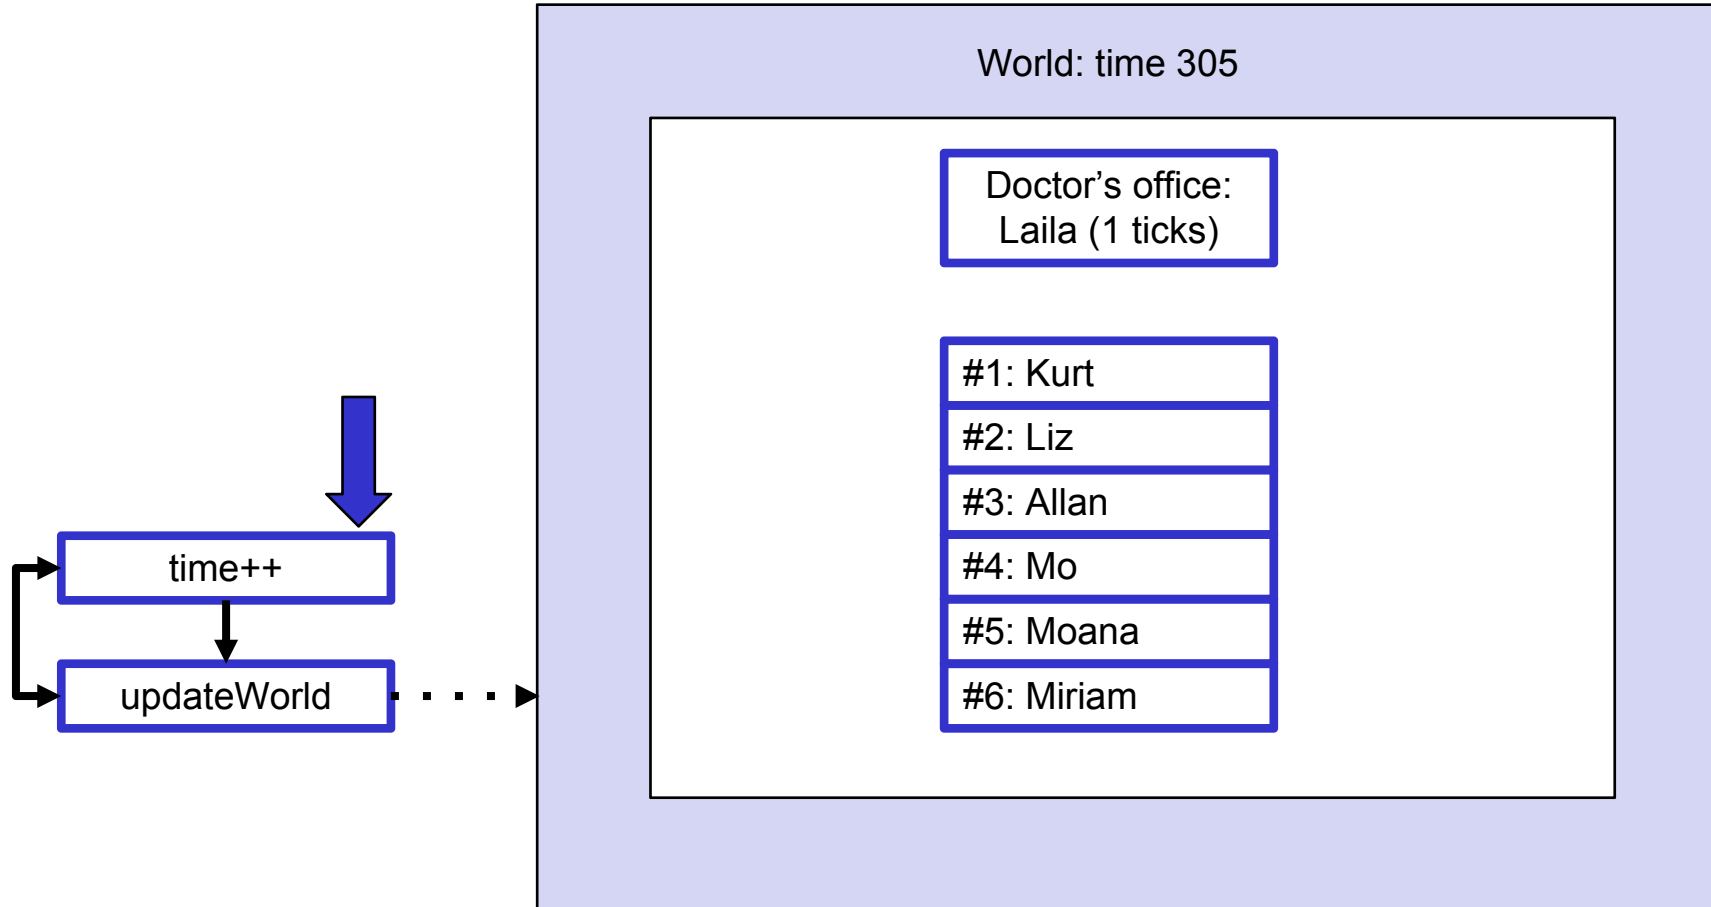 World: time 305
Doctor’s office:
Laila (1 ticks)
#1: Kurt
#2: Liz
#3: Allan
#4: Mo
#5: Moana
#6: Miriam
time++
updateWorld